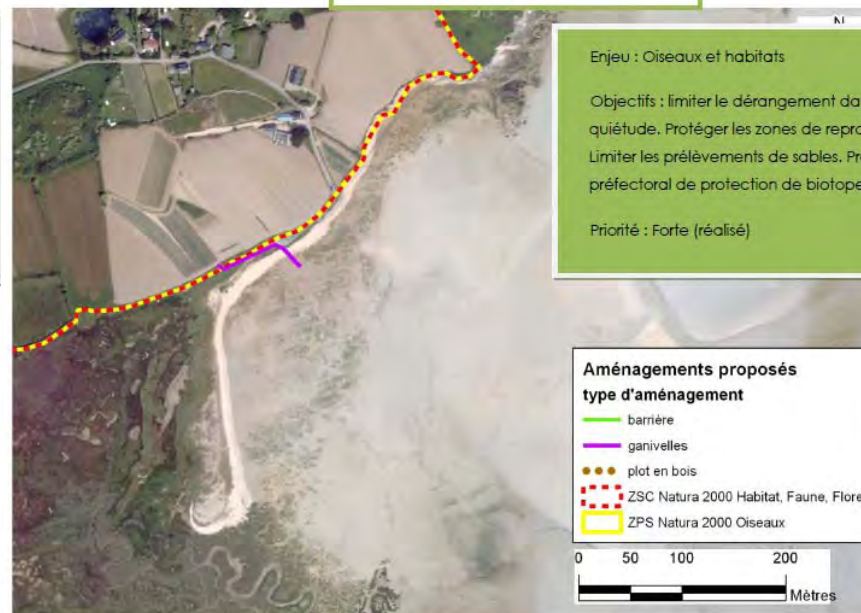 N
Enjeu : Oiseaux et habitats
Objectifs : limiter le dérangement da
quiétude. Protéger les zones de repro
Limiter les prélèvements de sables. Pr
préfectoral de protection de biotope
Priorité : Forte (réalisé)
Aménagements proposés
type d'aménagement
barrière
ganivelles
plot en bois
ZSC Natura 2000 Habitat, Faune, Flore
ZPS Natura 2000 Oiseaux
0 50 100 200
Mètres